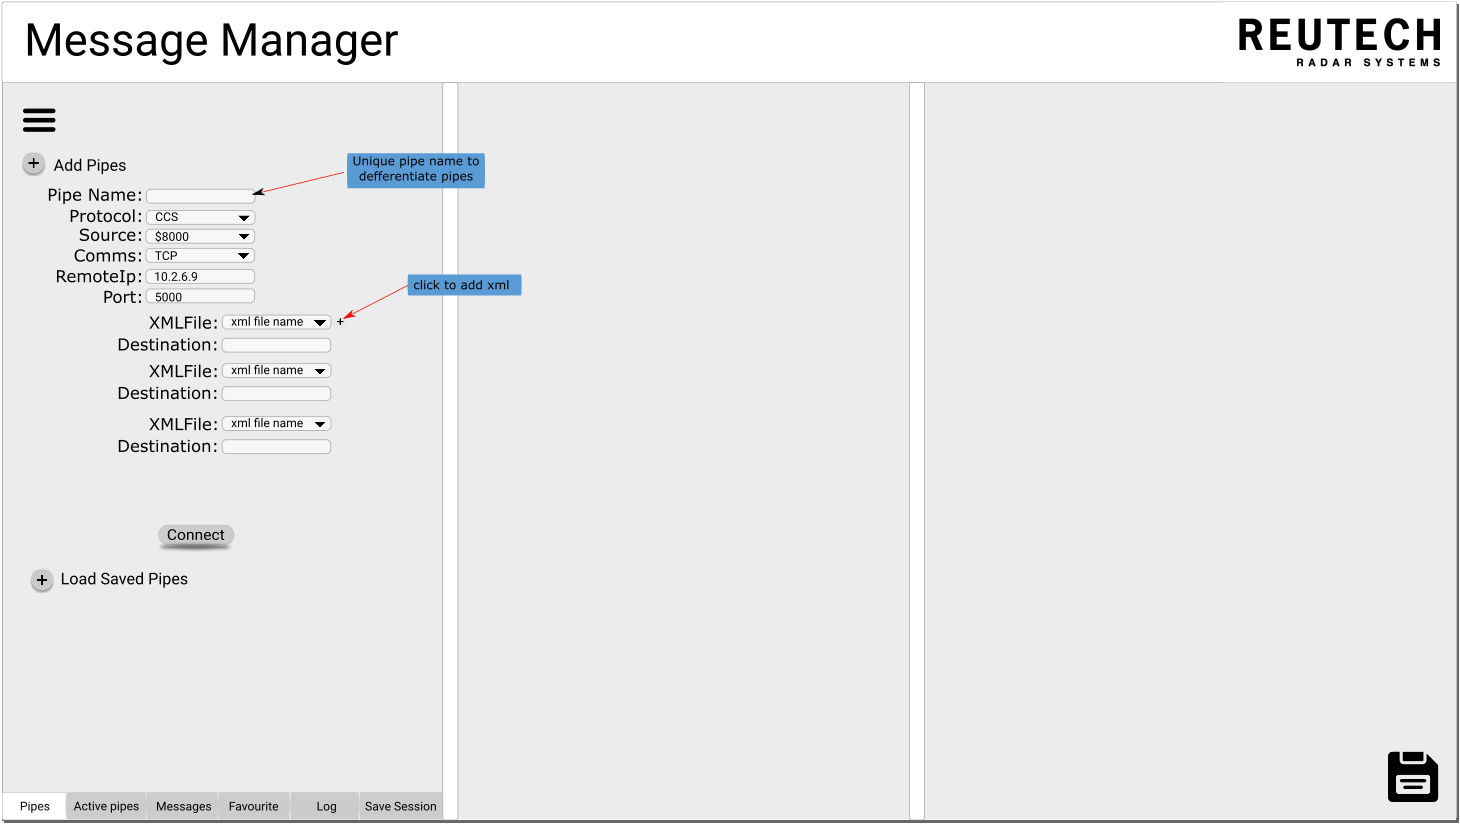 Message Manager
REUTECH
RADAR SYSTEMS
+ Add Pipes
Unique pipe name to
defferentiate pipes
Pipe Name:
Protocol: CCS
Source: $8000
Comms: TCP
RemoteIp: 10.2.6.9
Port: 5000
click to add xml
XMLFile: xml file name +
Destination:
XMLFile: xml file name
Destination:
XMLFile: xml file name
Destination:
Connect
+ Load Saved Pipes
Pipes Active pipes Messages Favourite Log Save Session